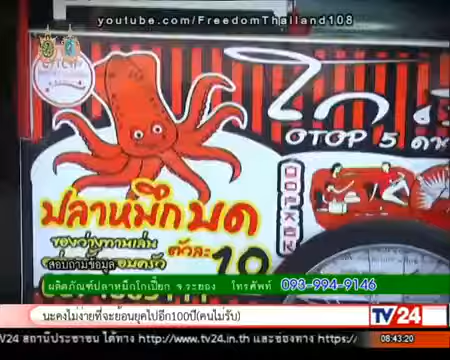 youtube.com/FreedomThailand108
OTOP
ไก
OTOP 5 ดา
ปลาหมึกบด
ของว่างทานเล่น
ตัวละ 10
สอบถามข้อมูล
ผลิตภัณฑ์ปลาหมึกโกเปี๊ยก จ.ระยอง โทรศัพท์ 093-994-9146
นะคงไม่ง่ายที่จะย้อนยุคไปอีก100ปี(คนไม่รับ)
TV24
V24 สถานีประชาชน ได้ทาง http://www.tv24.in.th และช่องทาง https:/
08:43:20